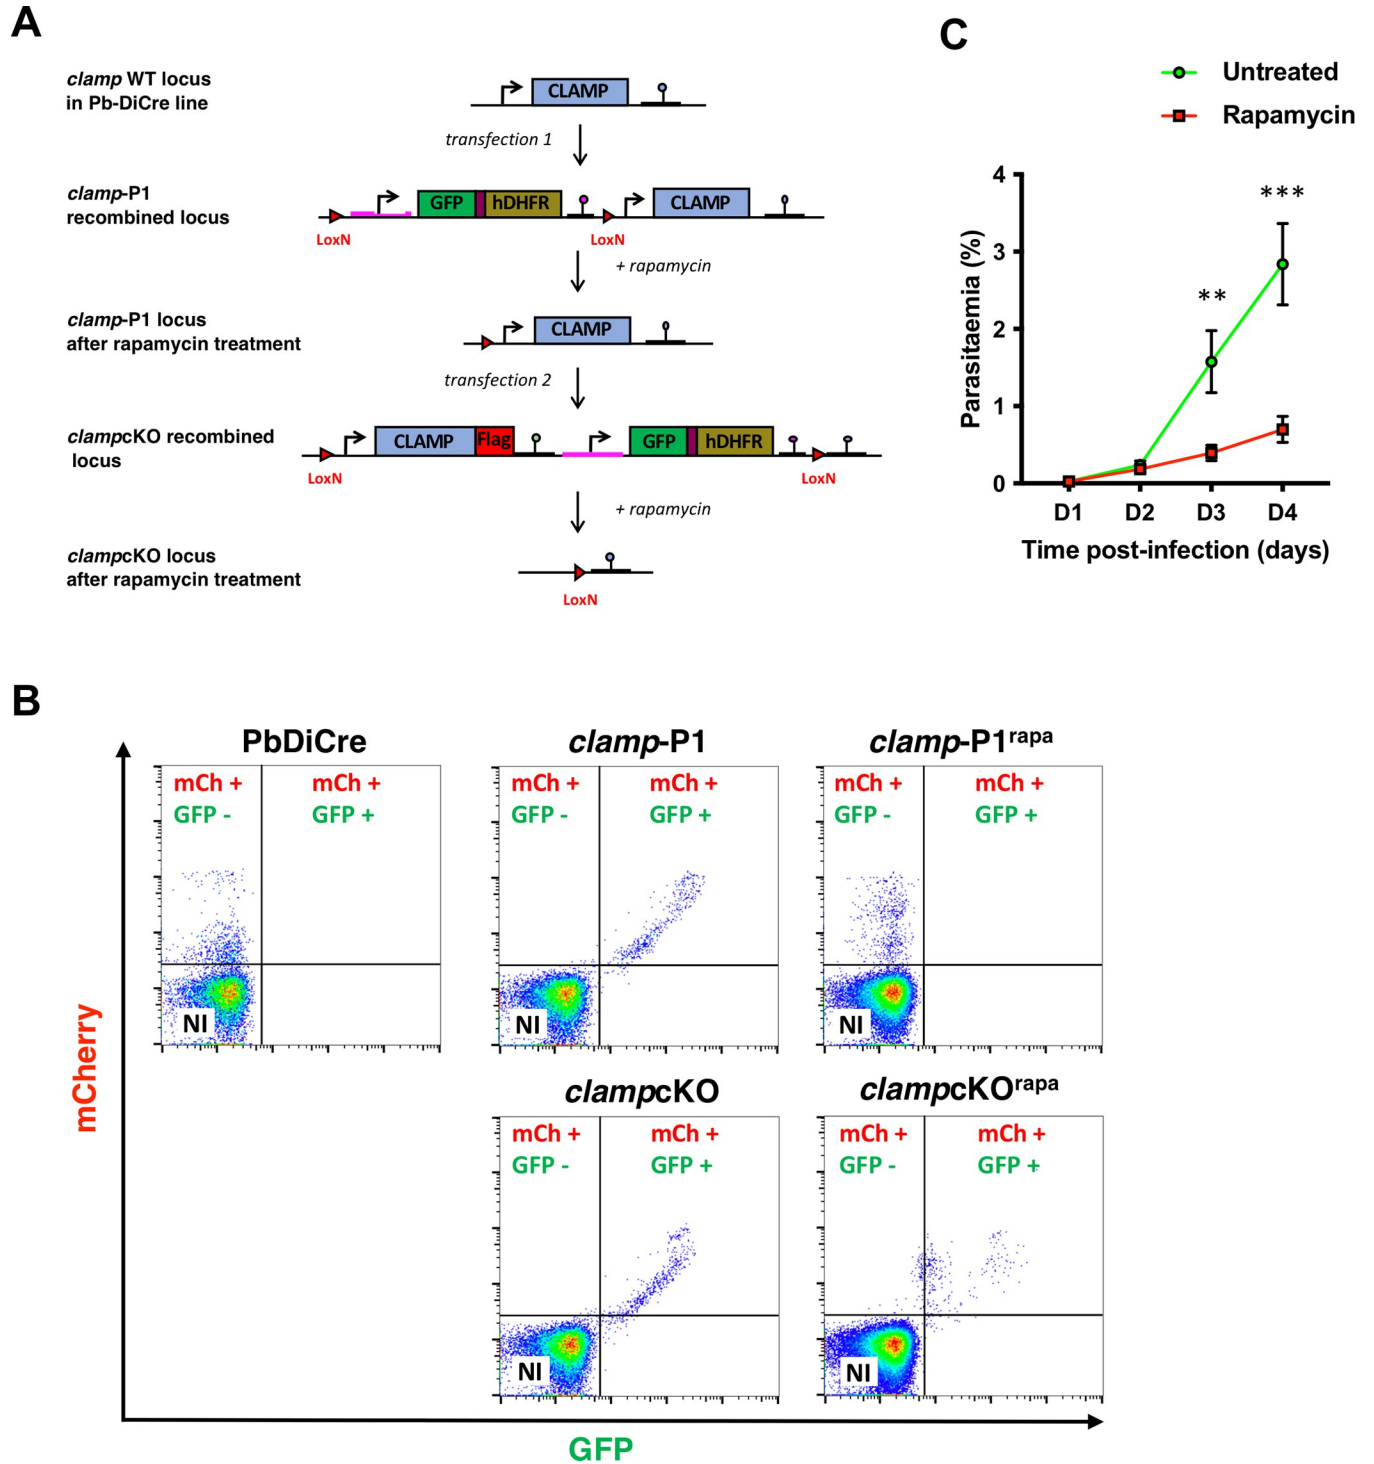 A
clamp WT locus
in Pb-DiCre line
CLAMP
transfection 1
clamp-P1
recombined locus
GFP hDHFR CLAMP
LoxN LoxN
+ rapamycin
clamp-P1 locus
after rapamycin treatment
CLAMP
transfection 2
clampcKO recombined
locus
CLAMP Flag GFP hDHFR
LoxN LoxN
+ rapamycin
clampcKO locus
after rapamycin treatment
LoxN
C
Untreated
Rapamycin
Parasitaemia (%)
4
3
2
1
0
**
***
D1 D2 D3 D4
Time post-infection (days)
B
mCherry
PbDiCre
mCh + mCh +
GFP - GFP +
NI
clamp-P1
mCh + mCh +
GFP - GFP +
NI
clamp-P1rapa
mCh + mCh +
GFP - GFP +
NI
clampcKO
mCh + mCh +
GFP - GFP +
NI
clampcKOrapa
mCh + mCh +
GFP - GFP +
NI
GFP